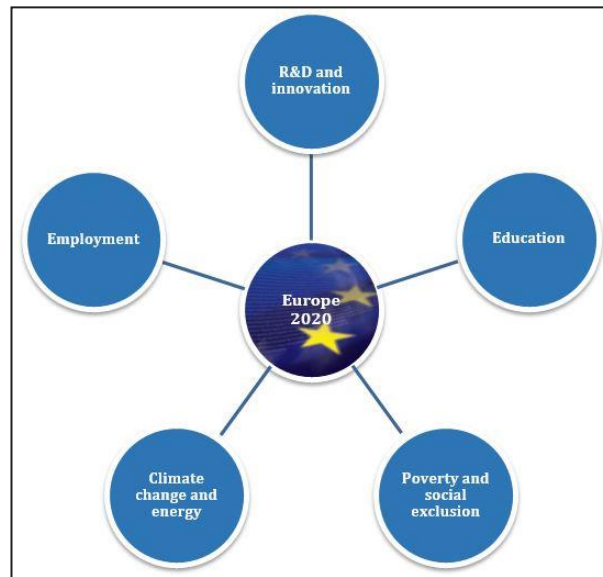 R&D and
innovation
Employment
Education
Europe
2020
Climate
change and
energy
Poverty and
social
exclusion